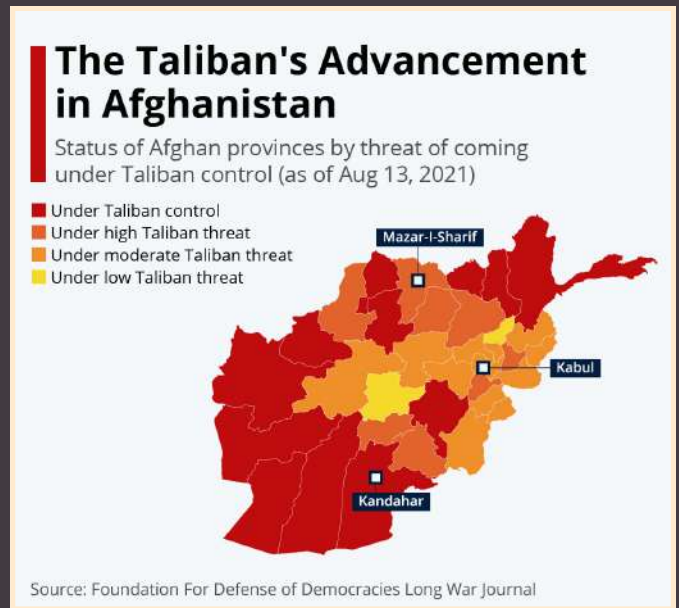 The Taliban's Advancement
in Afghanistan
Status of Afghan provinces by threat of coming
under Taliban control (as of Aug 13, 2021)
Under Taliban control
Under high Taliban threat
Under moderate Taliban threat
Under low Taliban threat
Mazar-I-Sharif
Kabul
Kandahar
Source: Foundation For Defense of Democracies Long War Journal